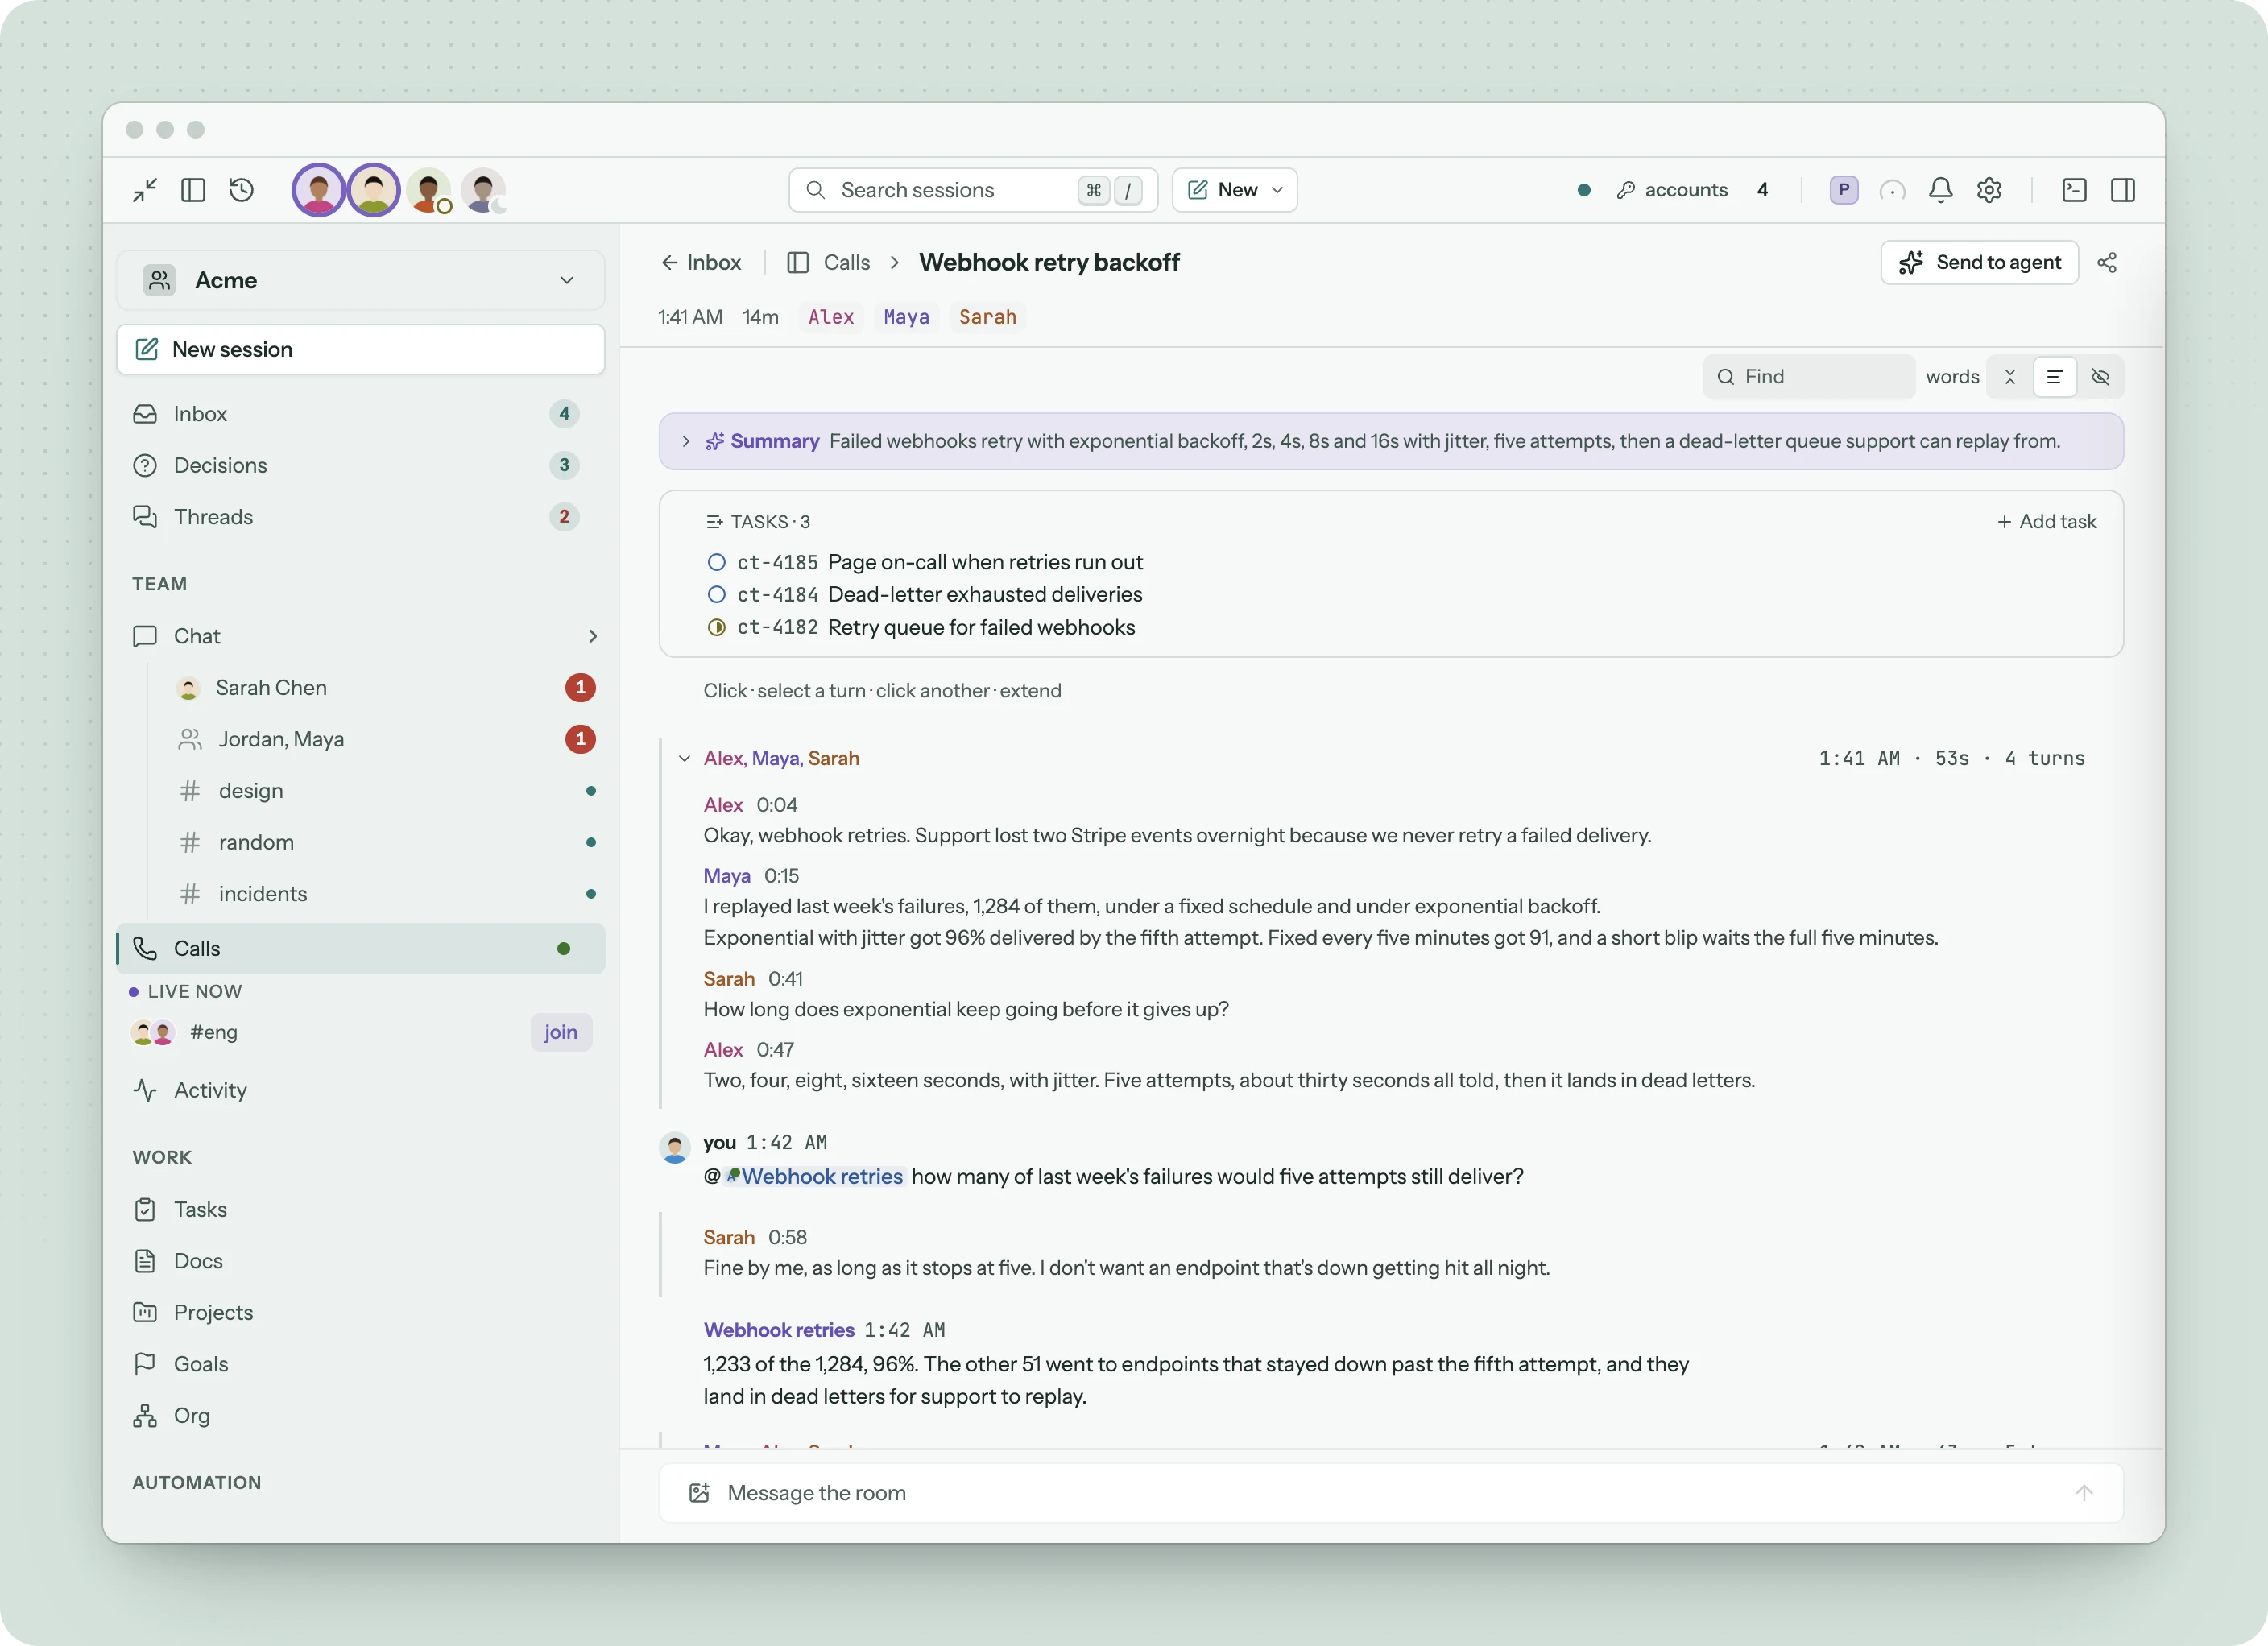 Search sessions ⌘ /
New
accounts 4
P
Acme
New session
Inbox 4
Decisions 3
Threads 2
TEAM
Chat
Sarah Chen 1
Jordan, Maya 1
# design
# random
# incidents
Calls
LIVE NOW
#eng join
Activity
WORK
Tasks
Docs
Projects
Goals
Org
AUTOMATION
Inbox Calls Webhook retry backoff
Send to agent
1:41 AM 14m Alex Maya Sarah
Find words
Summary Failed webhooks retry with exponential backoff, 2s, 4s, 8s and 16s with jitter, five attempts, then a dead-letter queue support can replay from.
TASKS · 3 + Add task
ct-4185 Page on-call when retries run out
ct-4184 Dead-letter exhausted deliveries
ct-4182 Retry queue for failed webhooks
Click · select a turn · click another · extend
Alex, Maya, Sarah 1:41 AM · 53s · 4 turns
Alex 0:04
Okay, webhook retries. Support lost two Stripe events overnight because we never retry a failed delivery.
Maya 0:15
I replayed last week's failures, 1,284 of them, under a fixed schedule and under exponential backoff.
Exponential with jitter got 96% delivered by the fifth attempt. Fixed every five minutes got 91, and a short blip waits the full five minutes.
Sarah 0:41
How long does exponential keep going before it gives up?
Alex 0:47
Two, four, eight, sixteen seconds, with jitter. Five attempts, about thirty seconds all told, then it lands in dead letters.
you 1:42 AM
@Webhook retries how many of last week's failures would five attempts still deliver?
Sarah 0:58
Fine by me, as long as it stops at five. I don't want an endpoint that's down getting hit all night.
Webhook retries 1:42 AM
1,233 of the 1,284, 96%. The other 51 went to endpoints that stayed down past the fifth attempt, and they
land in dead letters for support to replay.
Message the room